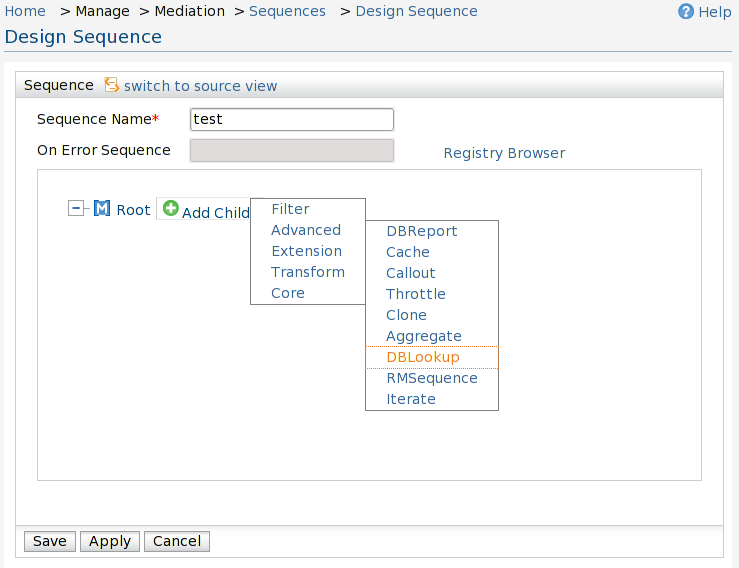 Home > Manage > Mediation > Sequences > Design Sequence Help
Design Sequence
Sequence switch to source view
Sequence Name* test
On Error Sequence Registry Browser
Root Add Child
Filter
Advanced
Extension
Transform
Core
DBReport
Cache
Callout
Throttle
Clone
Aggregate
DBLookup
RMSequence
Iterate
Save Apply Cancel